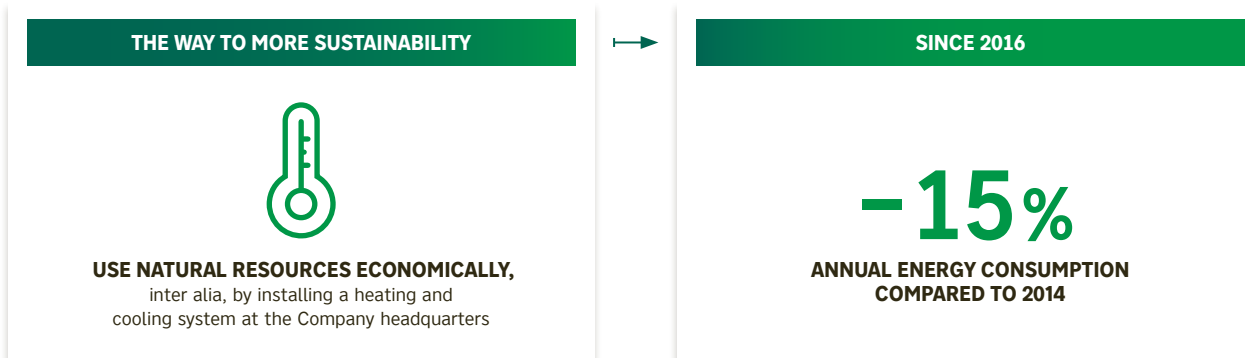 THE WAY TO MORE SUSTAINABILITY
USE NATURAL RESOURCES ECONOMICALLY,
inter alia, by installing a heating and
cooling system at the Company headquarters
SINCE 2016
–15%
ANNUAL ENERGY CONSUMPTION
COMPARED TO 2014